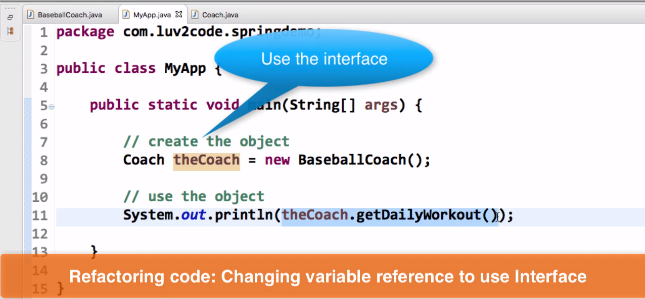 BaseballCoach.java MyApp.java Coach.java
1 package com.luv2code.springdemo;
2
3 public class MyApp {
Use the interface
4
5 public static void main(String[] args) {
6
7 // create the object
8 Coach theCoach = new BaseballCoach();
9
10 // use the object
11 System.out.println(theCoach.getDailyWorkout());
12
13 }
14
Refactoring code: Changing variable reference to use Interface
15 }